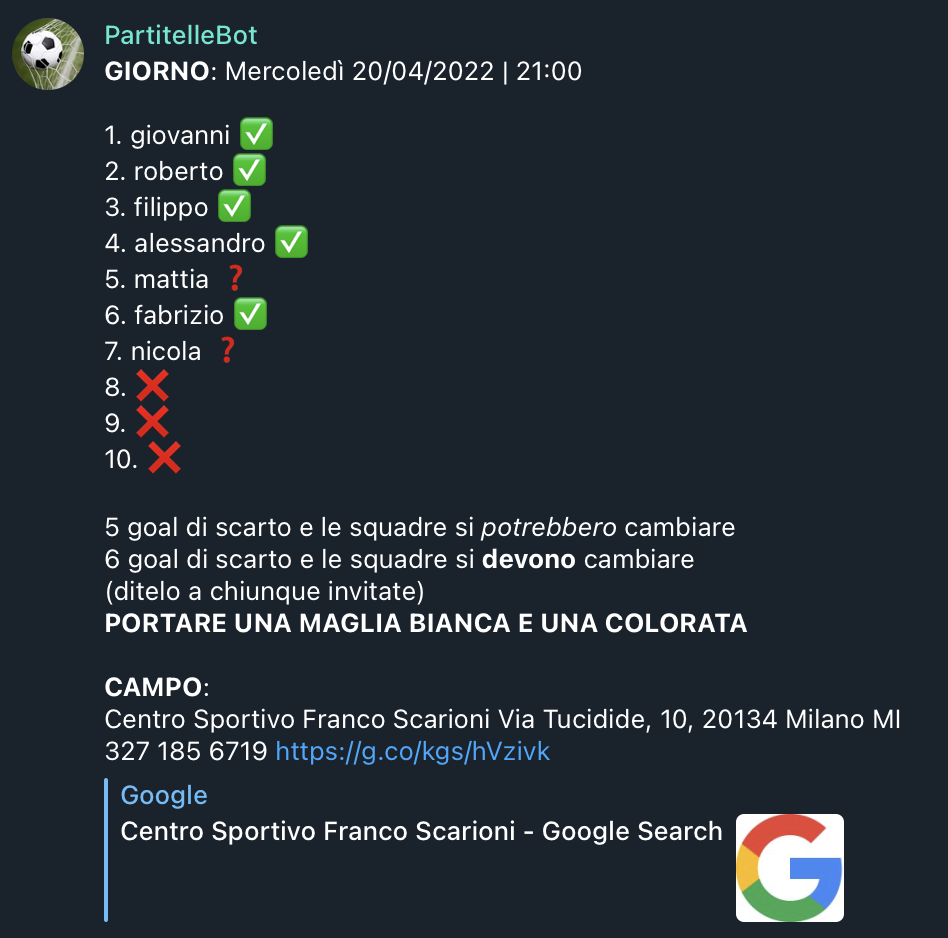 PartitelleBot
GIORNO: Mercoledì 20/04/2022 | 21:00
1. giovanni ✅
2. roberto ✅
3. filippo ✅
4. alessandro ✅
5. mattia ❓
6. fabrizio ✅
7. nicola ❓
8. ❌
9. ❌
10. ❌
5 goal di scarto e le squadre si potrebbero cambiare
6 goal di scarto e le squadre si devono cambiare
(ditelo a chiunque invitate)
PORTARE UNA MAGLIA BIANCA E UNA COLORATA
CAMPO:
Centro Sportivo Franco Scarioni Via Tucidide, 10, 20134 Milano MI
327 185 6719 https://g.co/kgs/hVzivk
Google
Centro Sportivo Franco Scarioni - Google Search